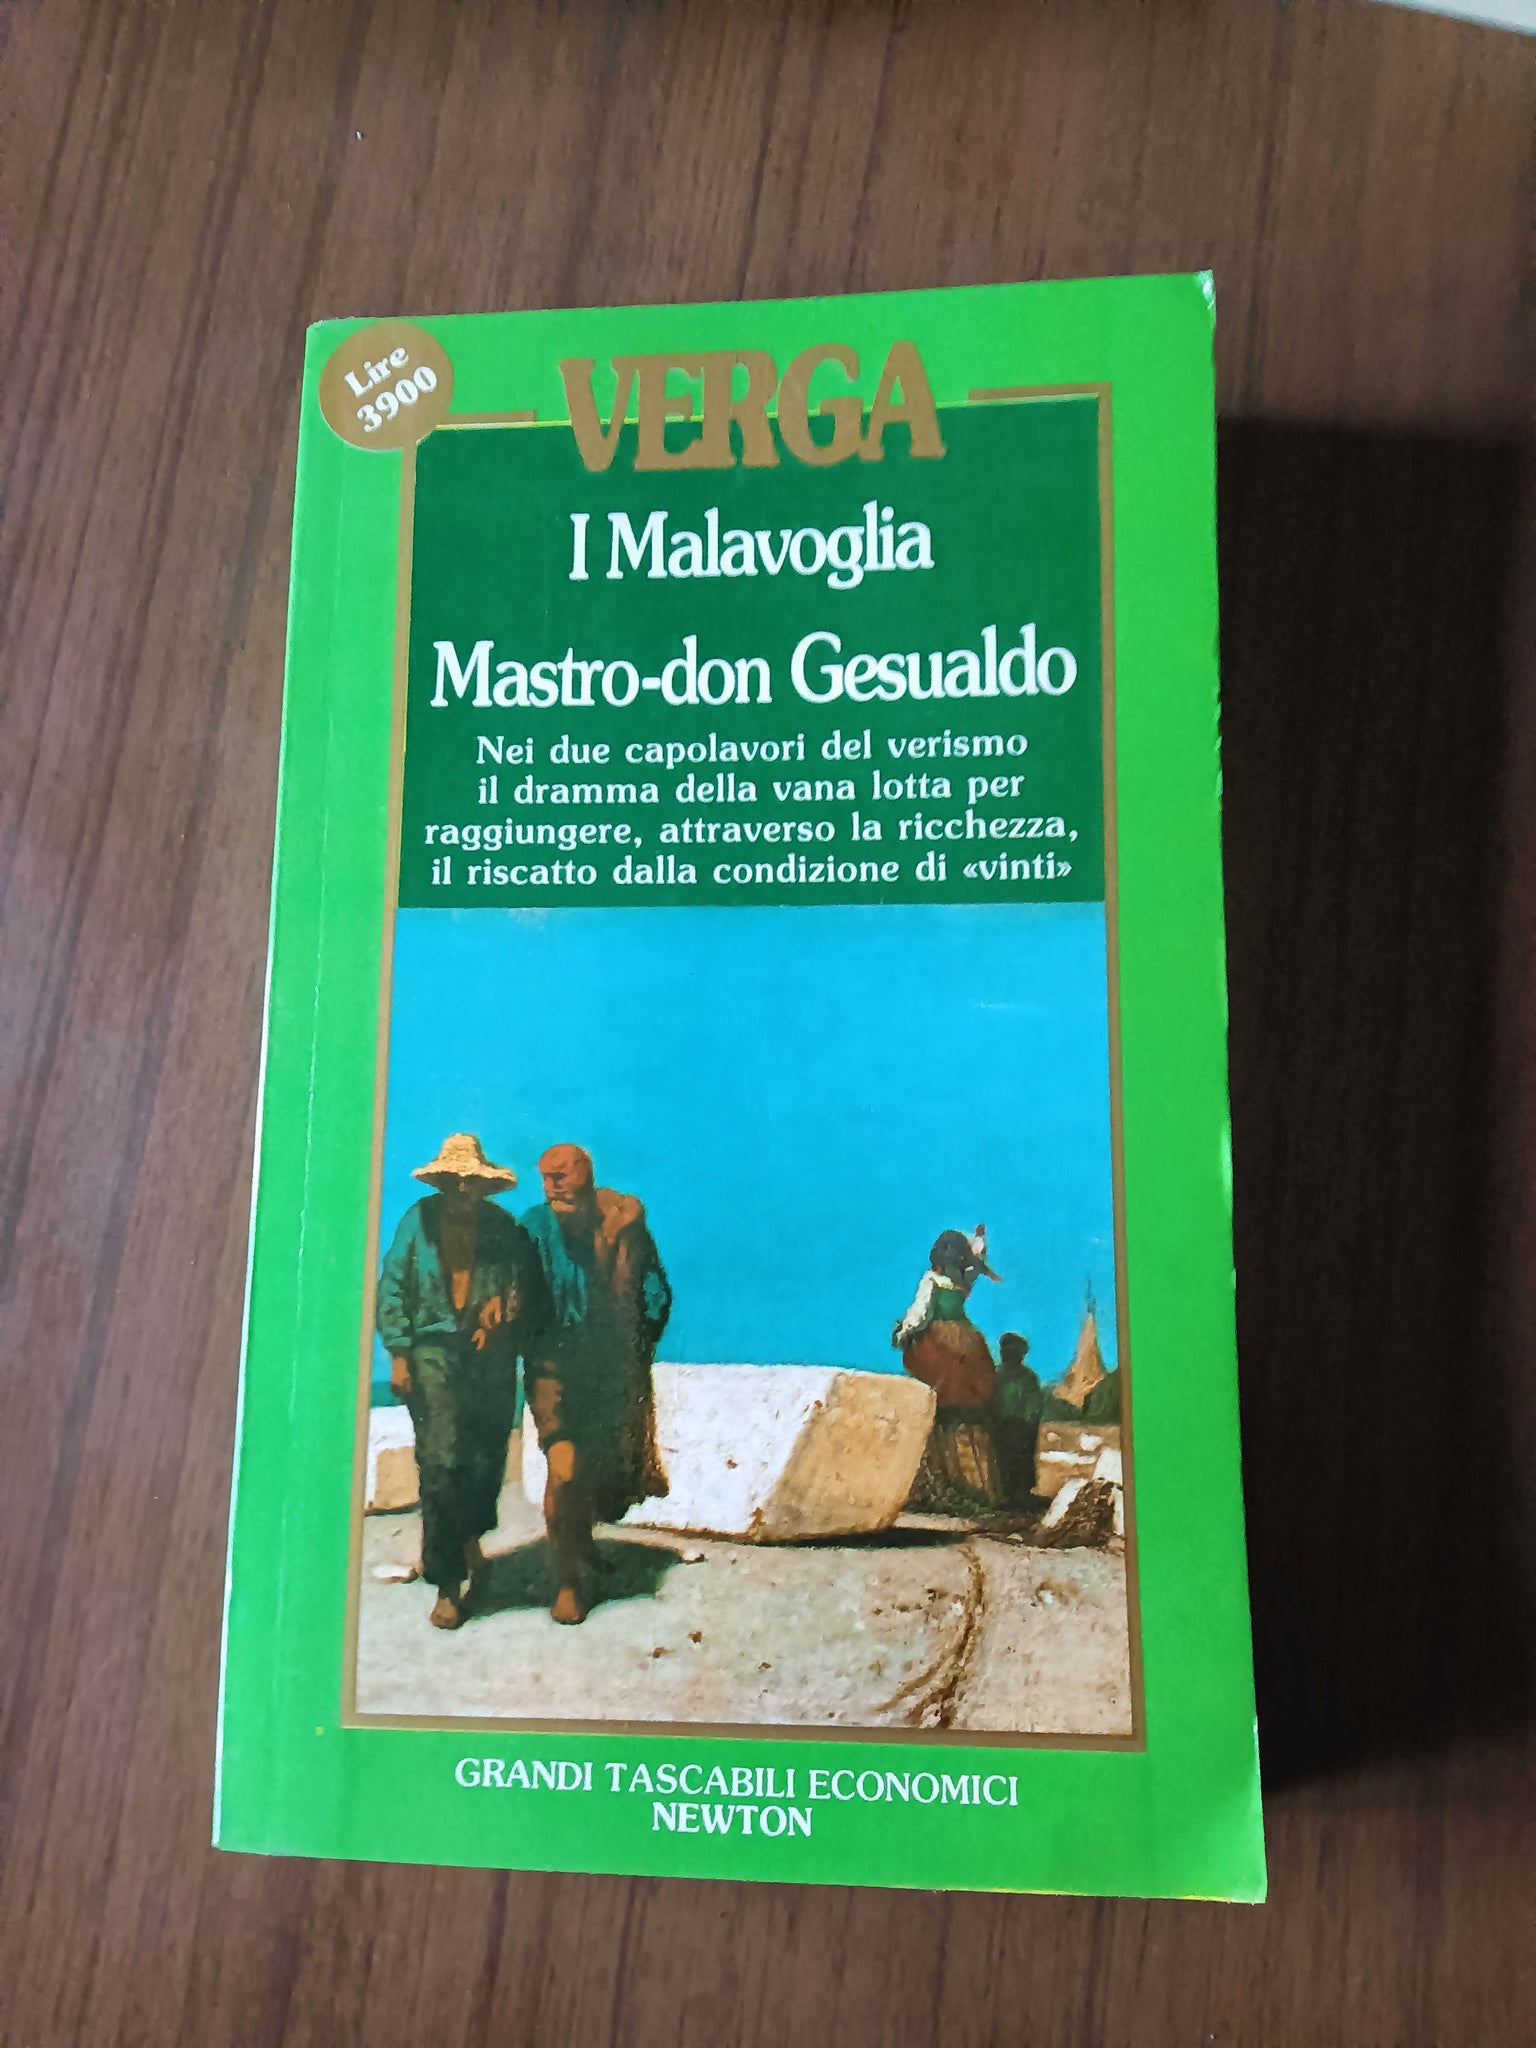 Lire
3900
VERGA
I Malavoglia
Mastro-don Gesualdo
Nei due capolavori del verismo
il dramma della vana lotta per
raggiungere, attraverso la ricchezza,
il riscatto dalla condizione di «vinti»
GRANDI TASCABILI ECONOMICI
NEWTON